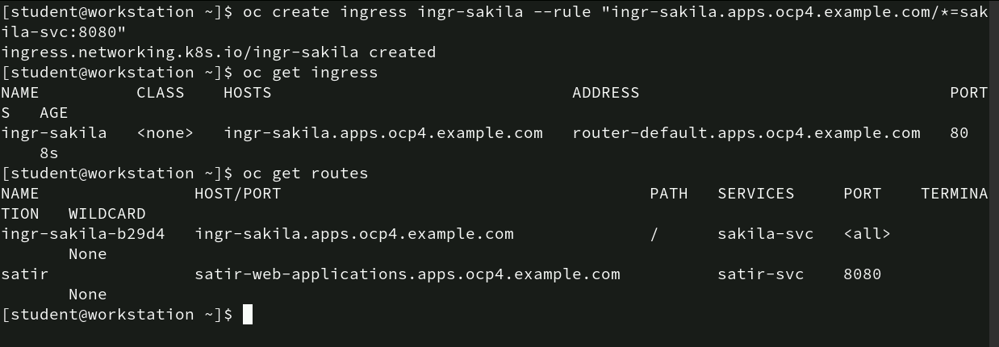 [student@workstation ~]$ oc create ingress ingr-sakila --rule "ingr-sakila.apps.ocp4.example.com/*=sak
ila-svc:8080"
ingress.networking.k8s.io/ingr-sakila created
[student@workstation ~]$ oc get ingress
NAME          CLASS    HOSTS                               ADDRESS                                PORT
S   AGE
ingr-sakila   <none>   ingr-sakila.apps.ocp4.example.com   router-default.apps.ocp4.example.com   80
    8s
[student@workstation ~]$ oc get routes
NAME                HOST/PORT                                      PATH   SERVICES     PORT    TERMINA
TION   WILDCARD
ingr-sakila-b29d4   ingr-sakila.apps.ocp4.example.com              /      sakila-svc   <all>
       None
satir               satir-web-applications.apps.ocp4.example.com          satir-svc    8080
       None
[student@workstation ~]$